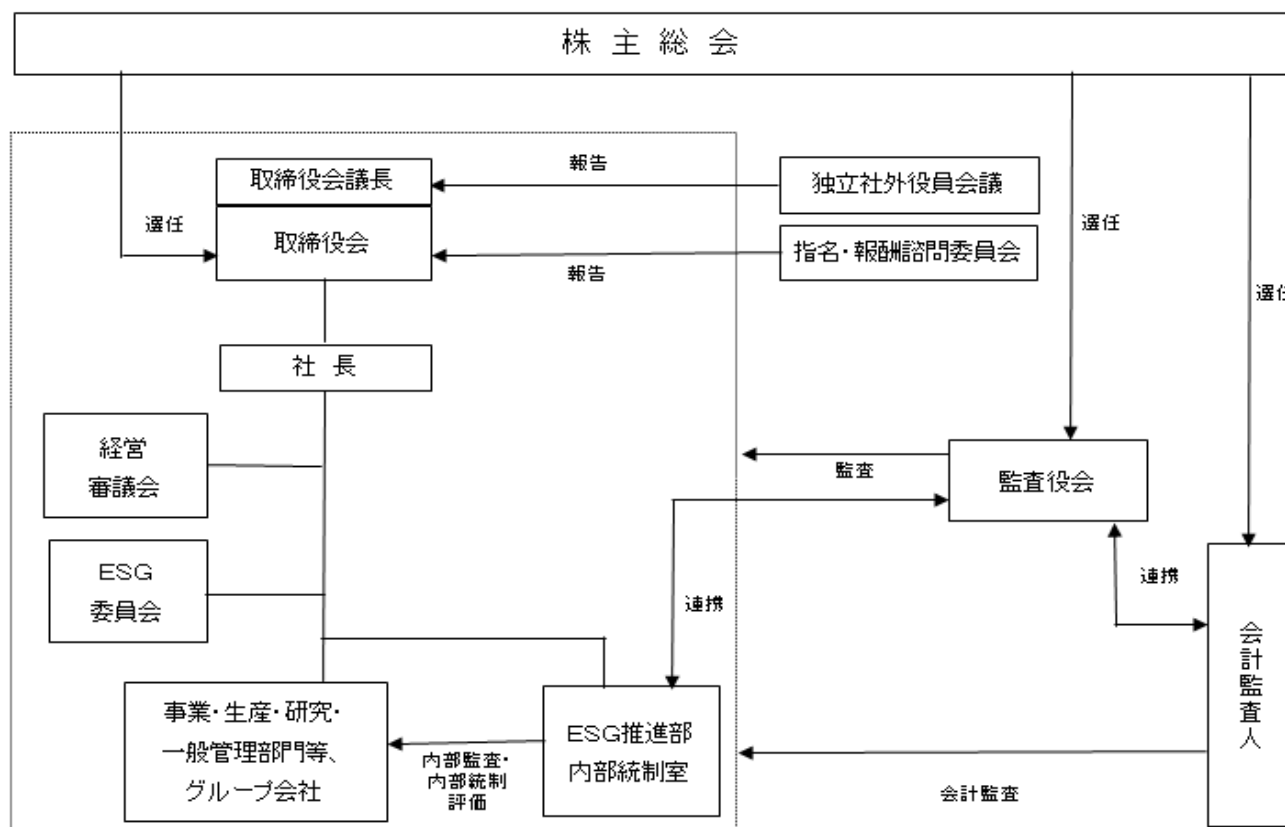 株主総会
取締役会議長
報告
独立社外役員会議
選任
取締役会
報告
指名・報酬諮問委員会
選任
選任
社長
経営
審議会
監査
監査役会
ESG
委員会
連携
連携
会計監査人
事業・生産・研究・
一般管理部門等、
グループ会社
内部監査・
内部統制
評価
ESG推進部
内部統制室
会計監査